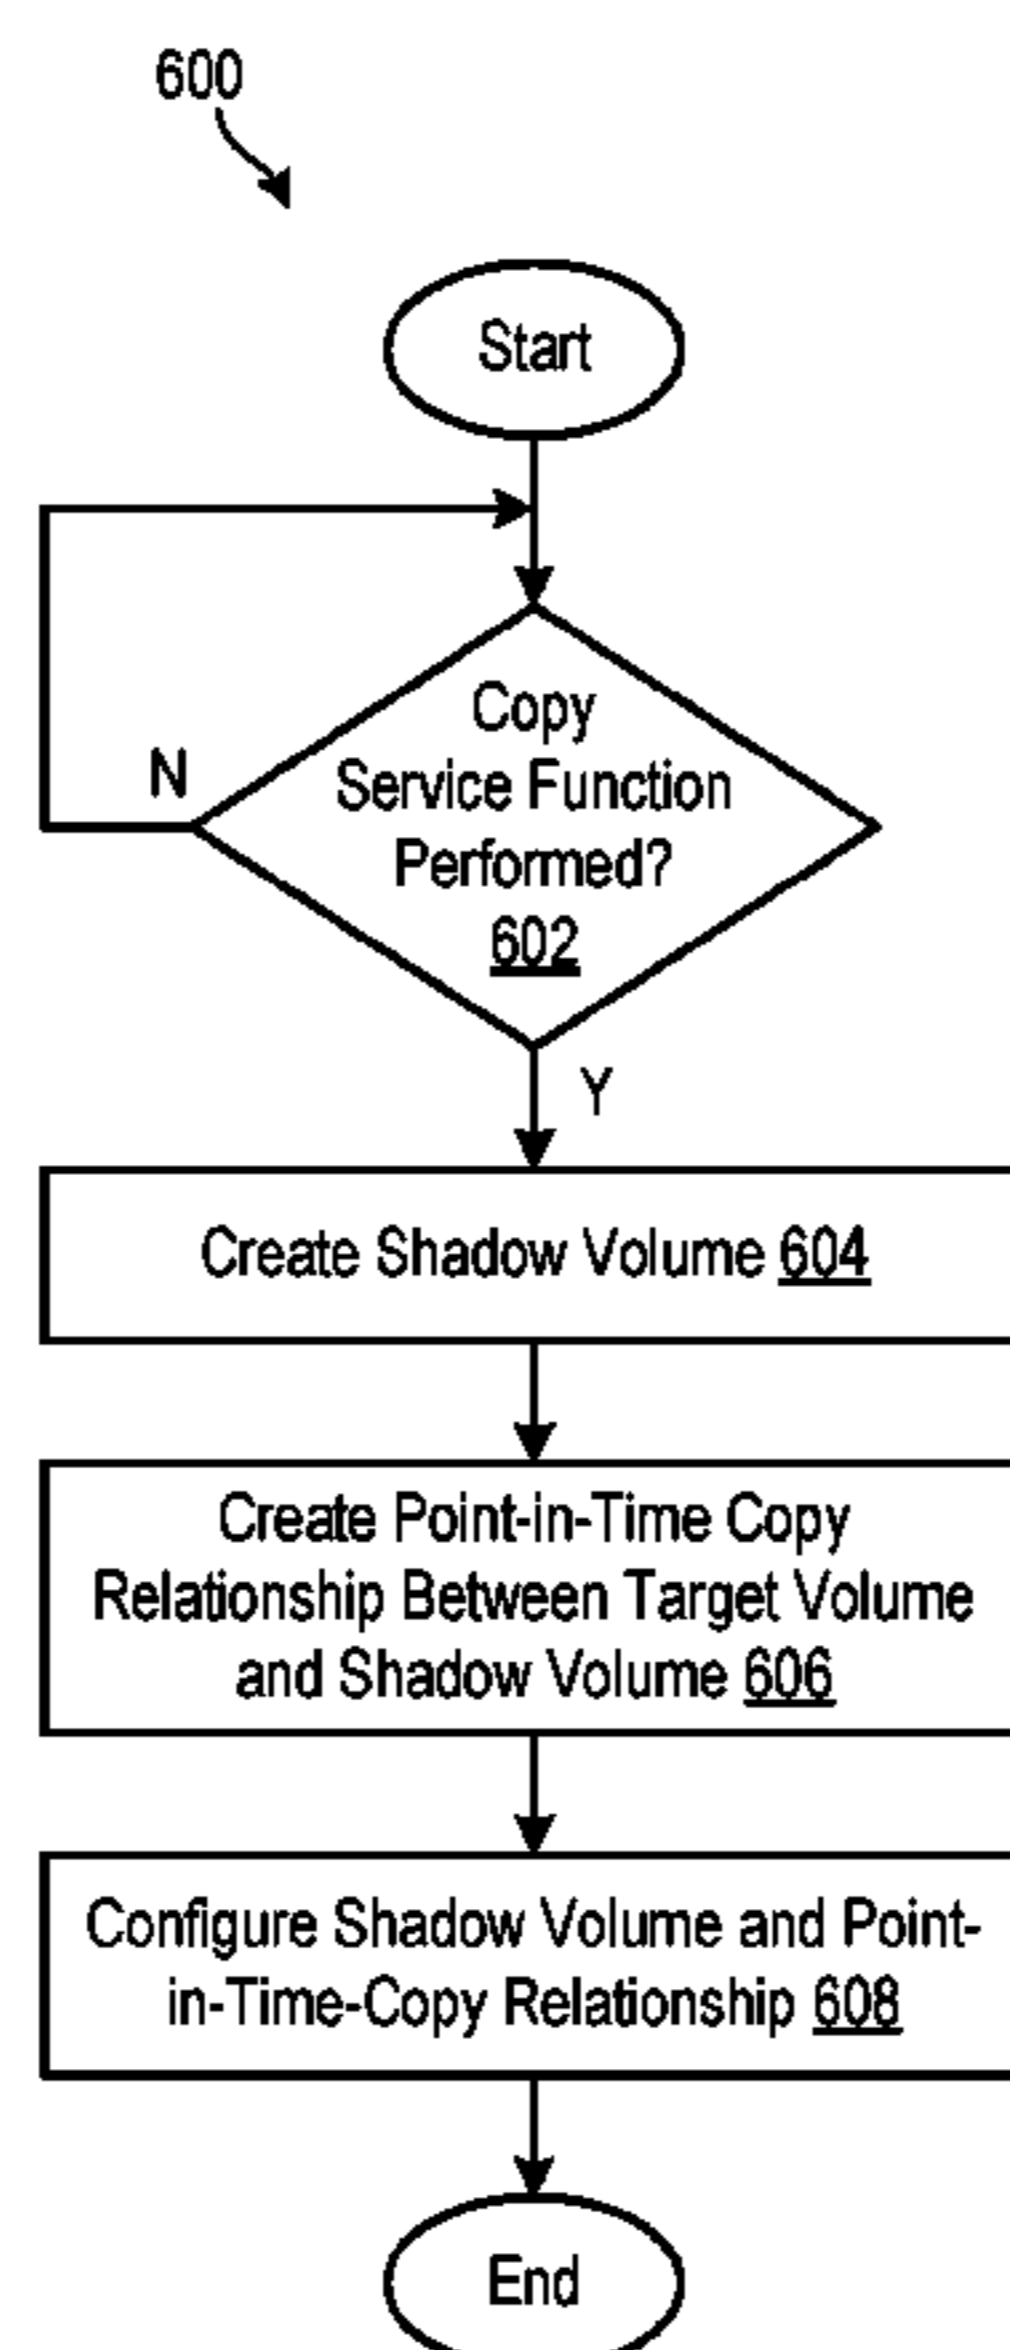 600
Start
Copy
Service Function
Performed?
602
N
Y
Create Shadow Volume 604
Create Point-in-Time Copy
Relationship Between Target Volume
and Shadow Volume 606
Configure Shadow Volume and Point-
in-Time-Copy Relationship 608
End